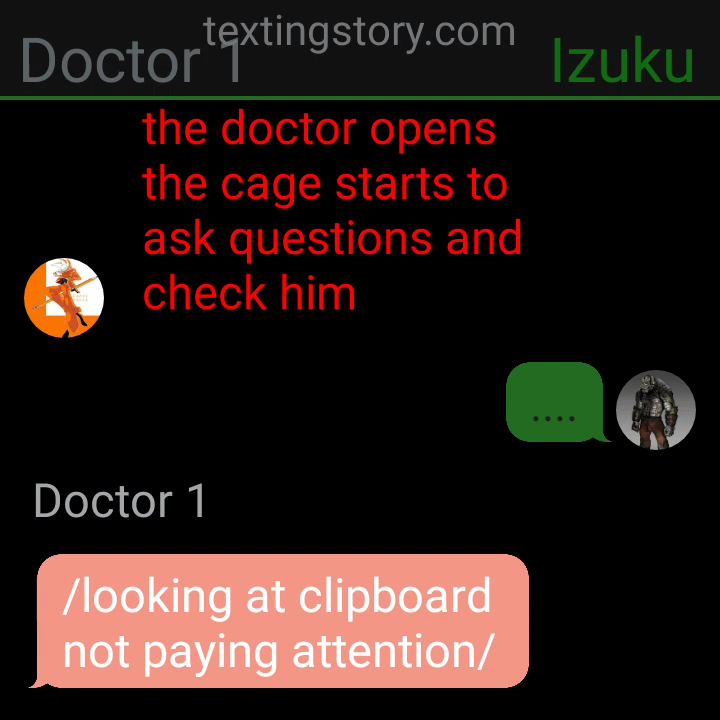 textingstory.com
Doctor 1
Izuku
the doctor opens
the cage starts to
ask questions and
check him
....
Doctor 1
/looking at clipboard
not paying attention/